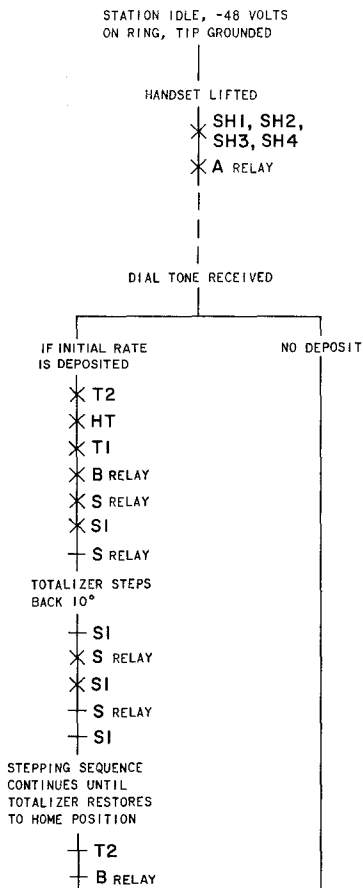 STATION IDLE, -48 VOLTS
ON RING, TIP GROUNDED
HANDSET LIFTED
SH1, SH2,
SH3, SH4
A RELAY
DIAL TONE RECEIVED
IF INITIAL RATE
IS DEPOSITED
NO DEPOSIT
T2
HT
T1
B RELAY
S RELAY
S1
S RELAY
TOTALIZER STEPS
BACK 10°
S1
S RELAY
S1
S RELAY
S1
STEPPING SEQUENCE
CONTINUES UNTIL
TOTALIZER RESTORES
TO HOME POSITION
T2
B RELAY